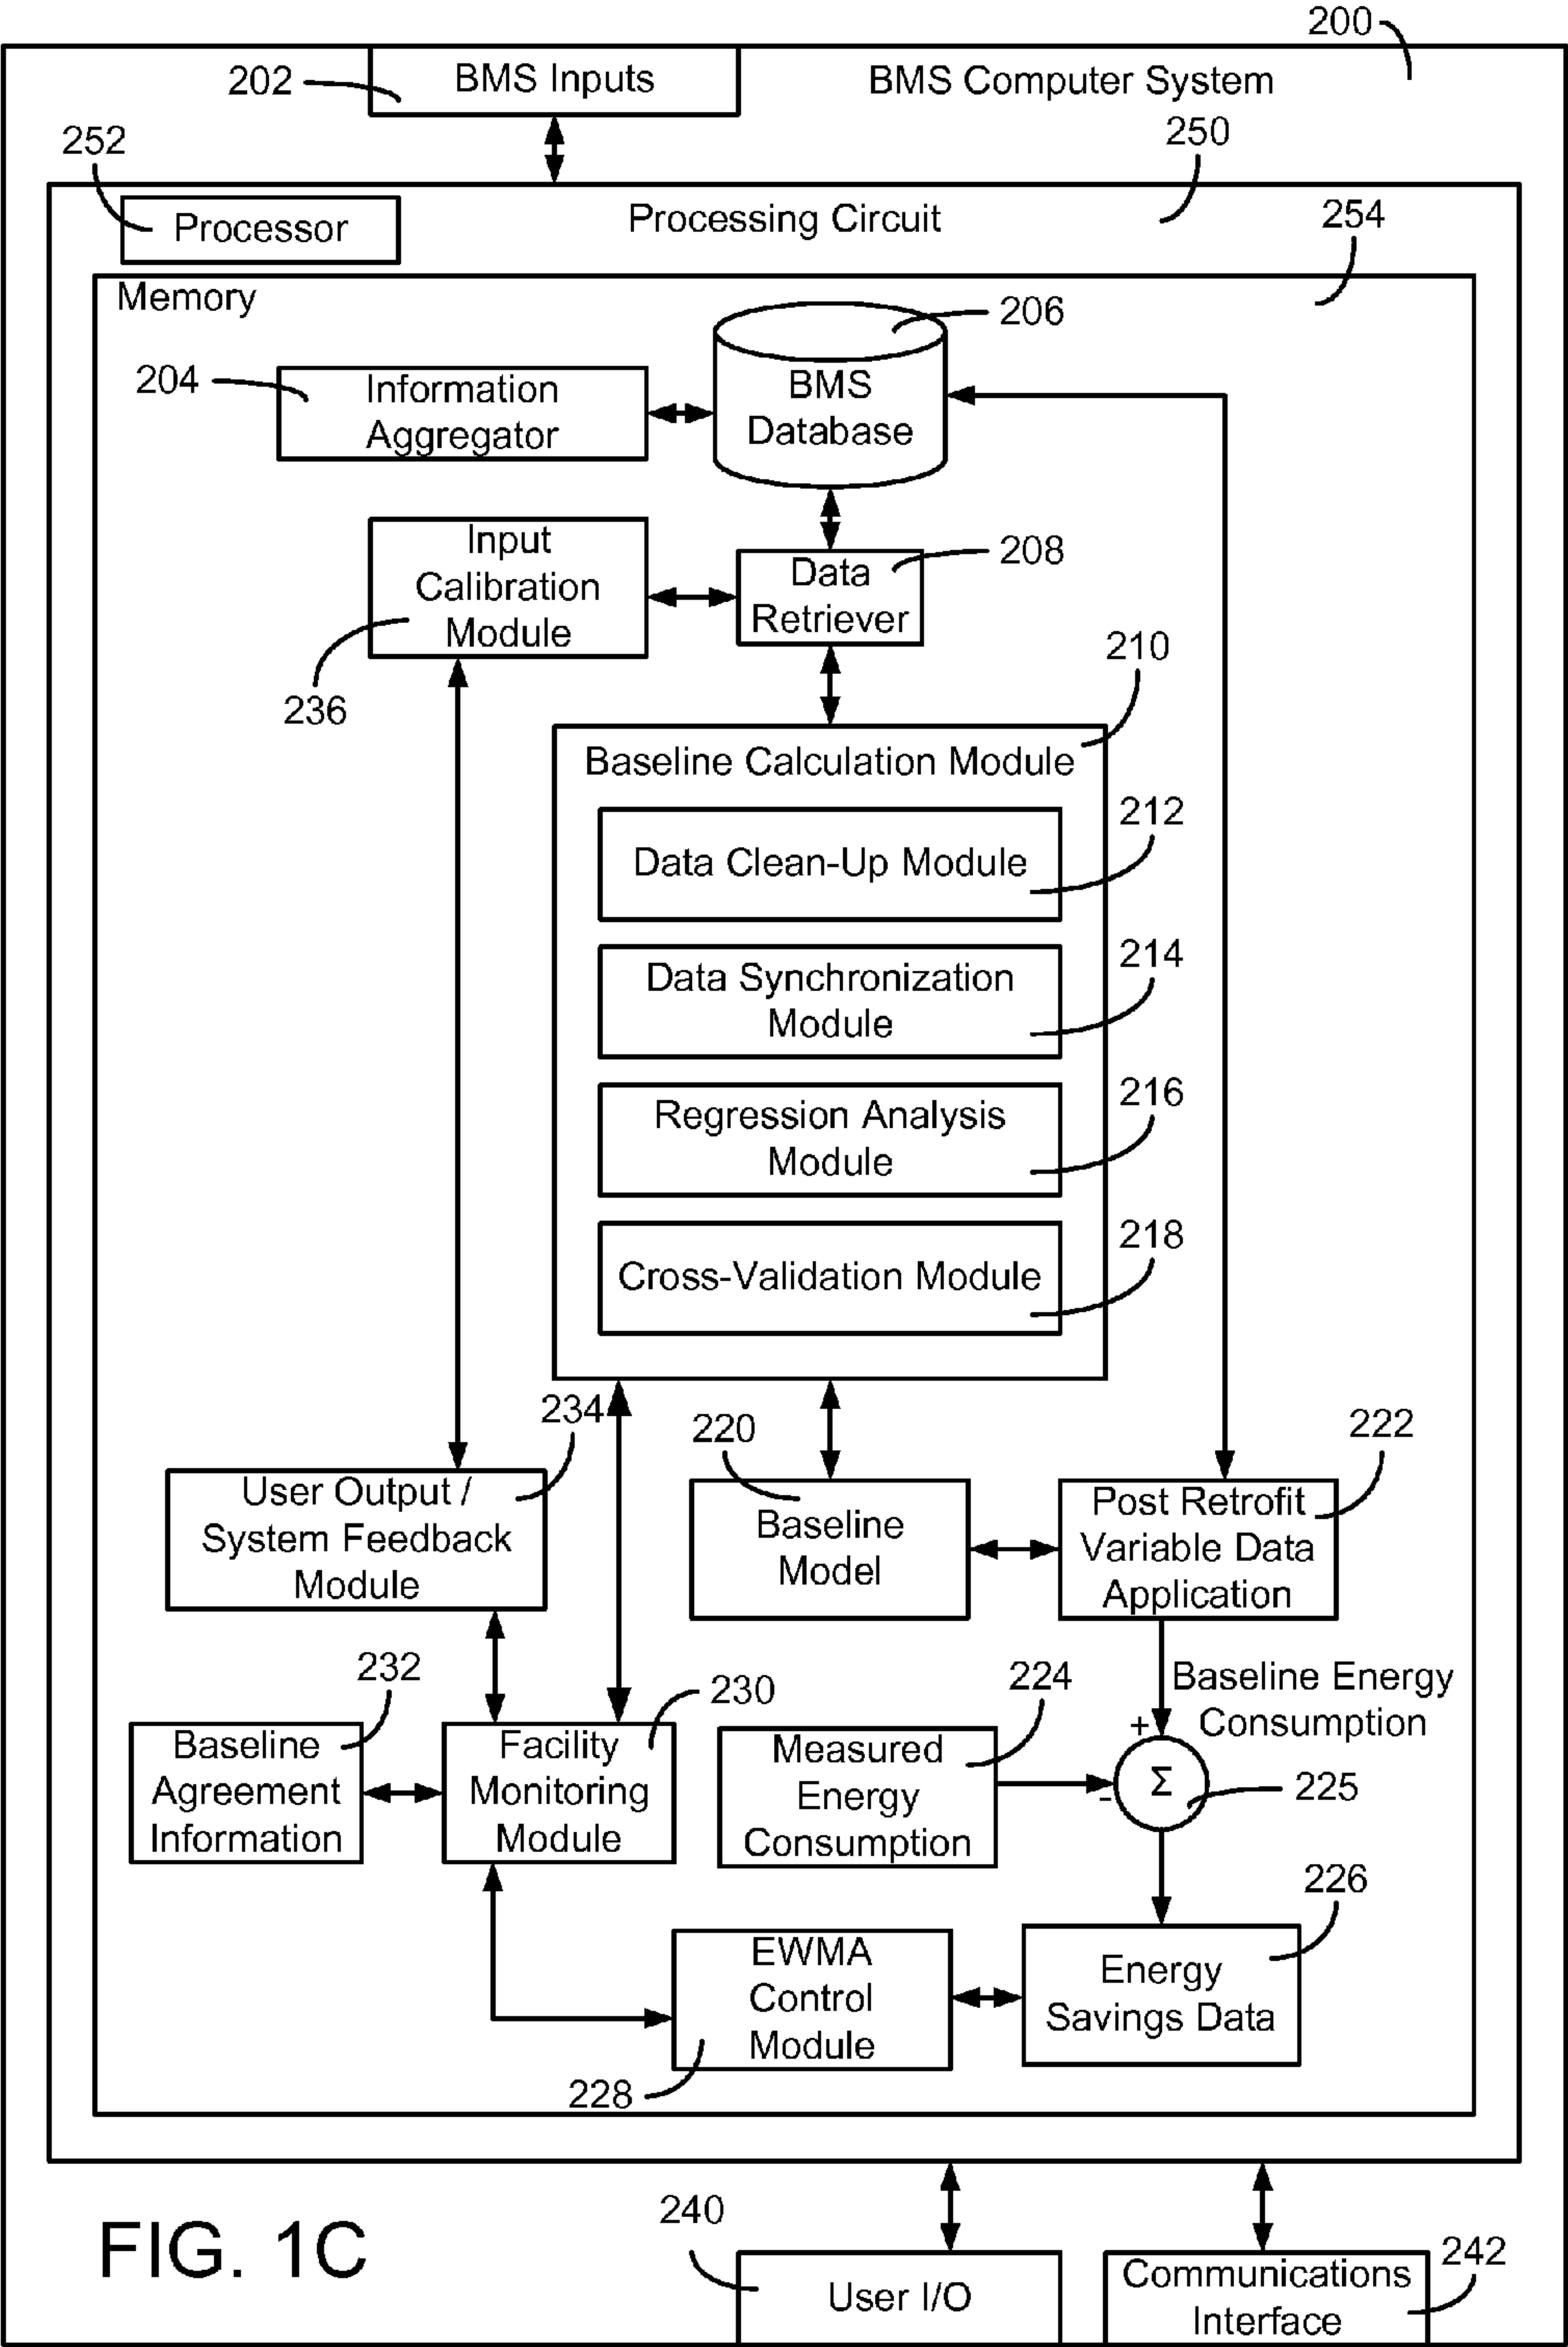 200
202
BMS Inputs
BMS Computer System
252
250
Processor
Processing Circuit
254
Memory
206
204
Information
Aggregator
BMS
Database
Input
Calibration
Module
208
Data
Retriever
236
210
Baseline Calculation Module
212
Data Clean-Up Module
214
Data Synchronization
Module
216
Regression Analysis
Module
218
Cross-Validation Module
234
220
222
User Output /
System Feedback
Module
Baseline
Model
Post Retrofit
Variable Data
Application
232
230
224
Baseline Energy
Consumption
Baseline
Agreement
Information
Facility
Monitoring
Module
Measured
Energy
Consumption
+
-
Σ
225
226
EWMA
Control
Module
Energy
Savings Data
228
240
242
FIG. 1C
User I/O
Communications
Interface